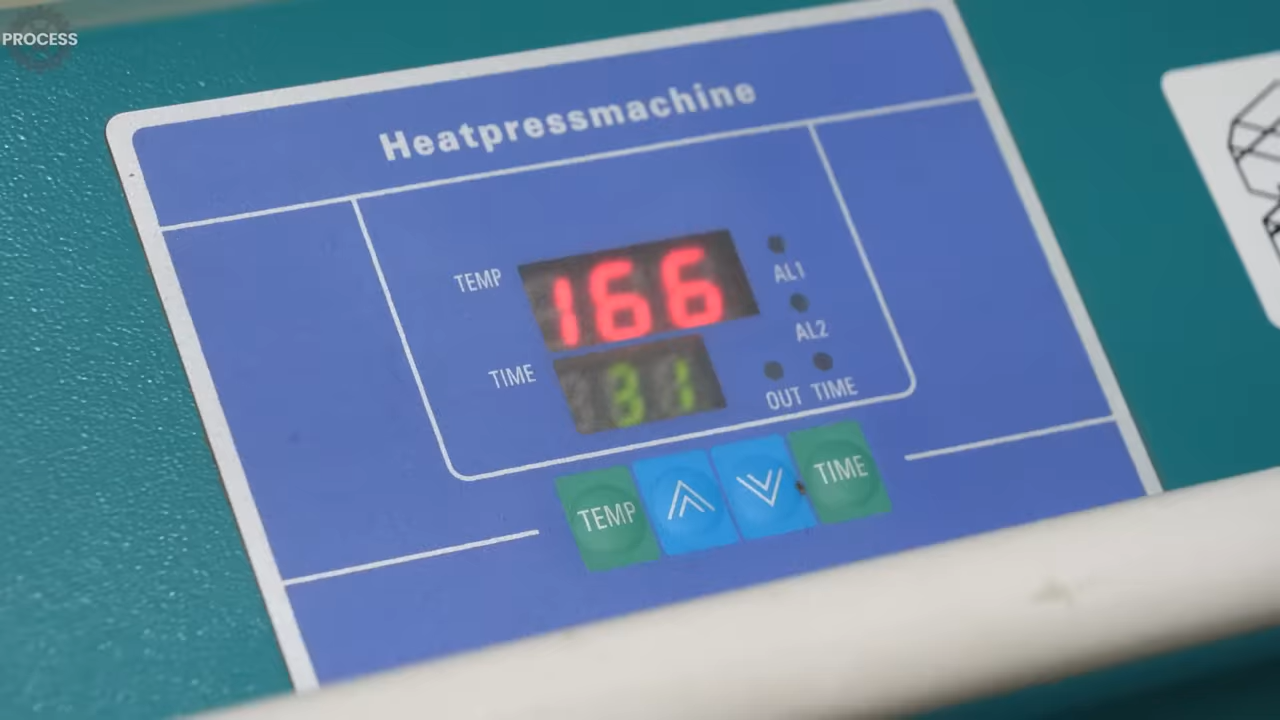 PROCESS
Heatpressmachine
TEMP 166
AL1
AL2
TIME 31
OUT TIME
TEMP TIME